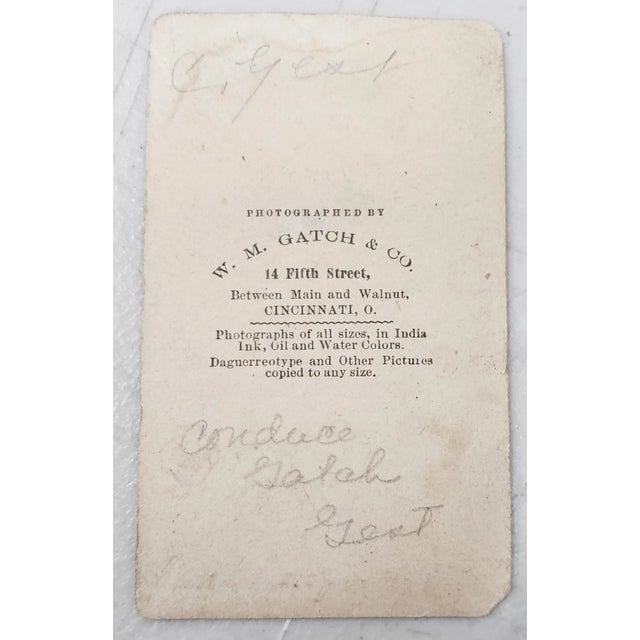 C. Gest
PHOTOGRAPHED BY
W. M. GATCH & CO.
14 Fifth Street,
Between Main and Walnut,
CINCINNATI, O.
Photographs of all sizes, in India
Ink, Oil and Water Colors.
Daguerreotype and Other Pictures
copied to any size.
Conduce
Gatch
Gest